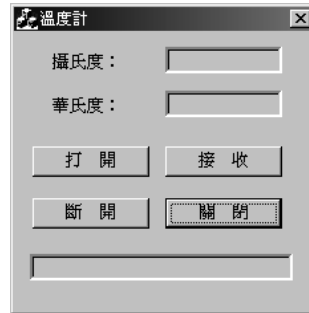 溫度計
攝氏度：
華氏度：
打 開 接 收
斷 開 關 閉